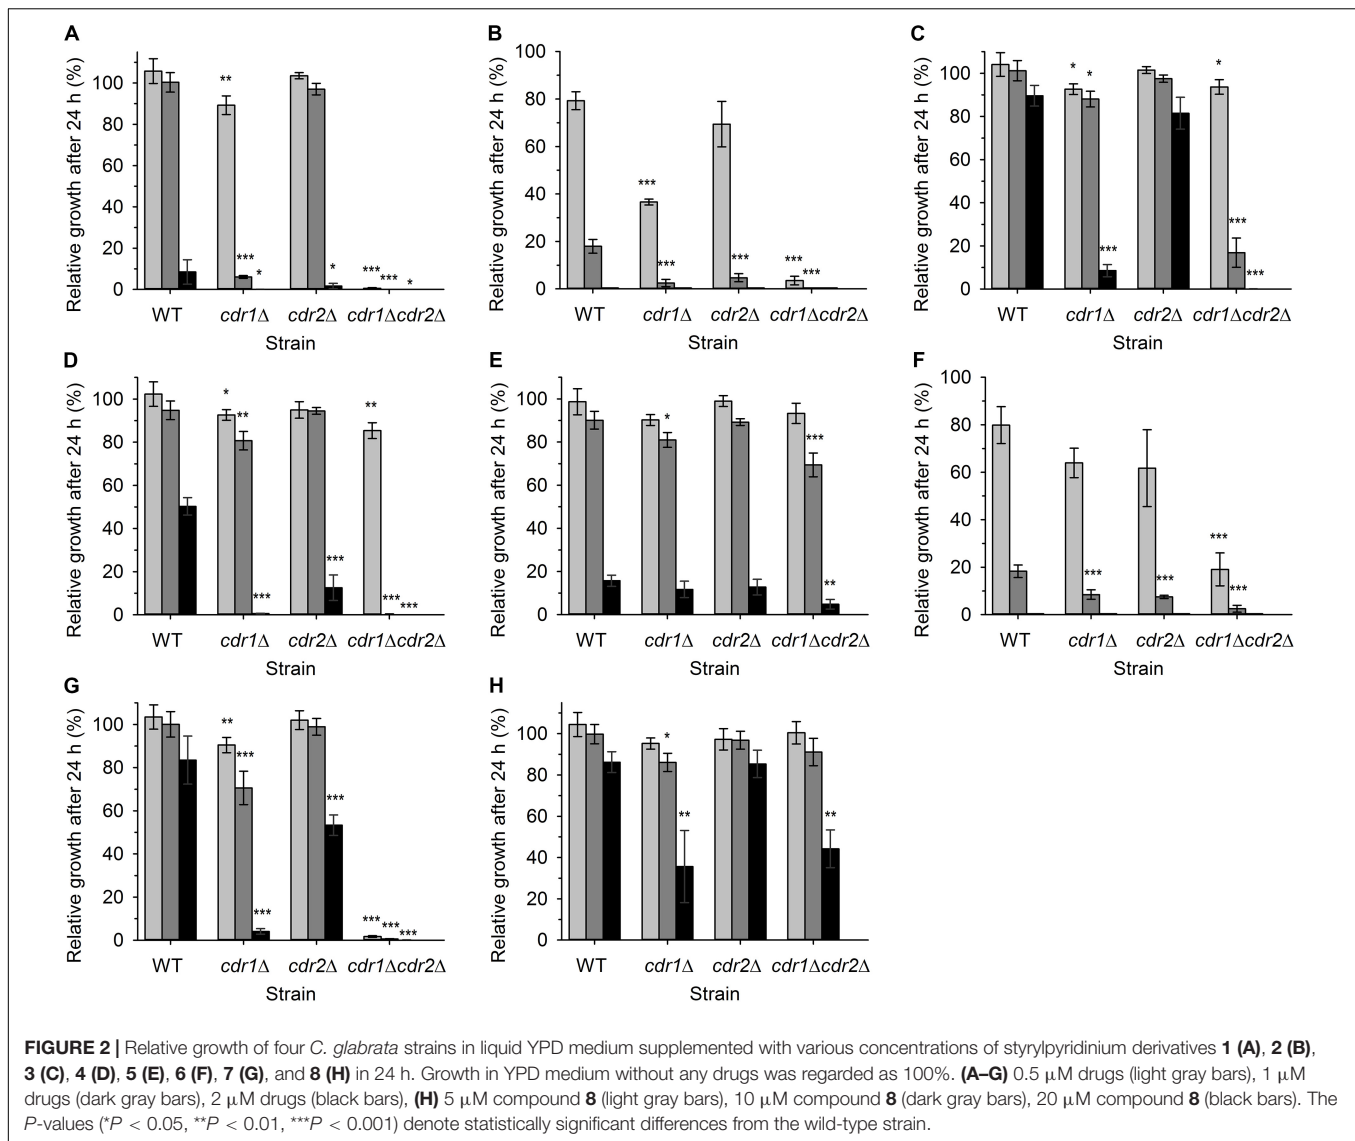 A
Relative growth after 24 h (%)
100
80
60
40
20
0
**
***
*
*
***
***
*
WT
cdr1Δ
cdr2Δ
cdr1Δcdr2Δ
Strain
B
Relative growth after 24 h (%)
100
80
60
40
20
0
***
***
***
***
***
WT
cdr1Δ
cdr2Δ
cdr1Δcdr2Δ
Strain
C
Relative growth after 24 h (%)
100
80
60
40
20
0
*
*
***
*
***
***
WT
cdr1Δ
cdr2Δ
cdr1Δcdr2Δ
Strain
D
Relative growth after 24 h (%)
100
80
60
40
20
0
*
**
***
***
**
***
***
WT
cdr1Δ
cdr2Δ
cdr1Δcdr2Δ
Strain
E
Relative growth after 24 h (%)
100
80
60
40
20
0
*
***
**
WT
cdr1Δ
cdr2Δ
cdr1Δcdr2Δ
Strain
F
Relative growth after 24 h (%)
100
80
60
40
20
0
***
***
***
***
WT
cdr1Δ
cdr2Δ
cdr1Δcdr2Δ
Strain
G
Relative growth after 24 h (%)
100
80
60
40
20
0
**
***
***
***
***
***
***
WT
cdr1Δ
cdr2Δ
cdr1Δcdr2Δ
Strain
H
Relative growth after 24 h (%)
100
80
60
40
20
0
*
**
**
WT
cdr1Δ
cdr2Δ
cdr1Δcdr2Δ
Strain
FIGURE 2 | Relative growth of four C. glabrata strains in liquid YPD medium supplemented with various concentrations of styrylpyridinium derivatives 1 (A), 2 (B),
3 (C), 4 (D), 5 (E), 6 (F), 7 (G), and 8 (H) in 24 h. Growth in YPD medium without any drugs was regarded as 100%. (A–G) 0.5 μM drugs (light gray bars), 1 μM
drugs (dark gray bars), 2 μM drugs (black bars), (H) 5 μM compound 8 (light gray bars), 10 μM compound 8 (dark gray bars), 20 μM compound 8 (black bars). The
P-values (*P < 0.05, **P < 0.01, ***P < 0.001) denote statistically significant differences from the wild-type strain.